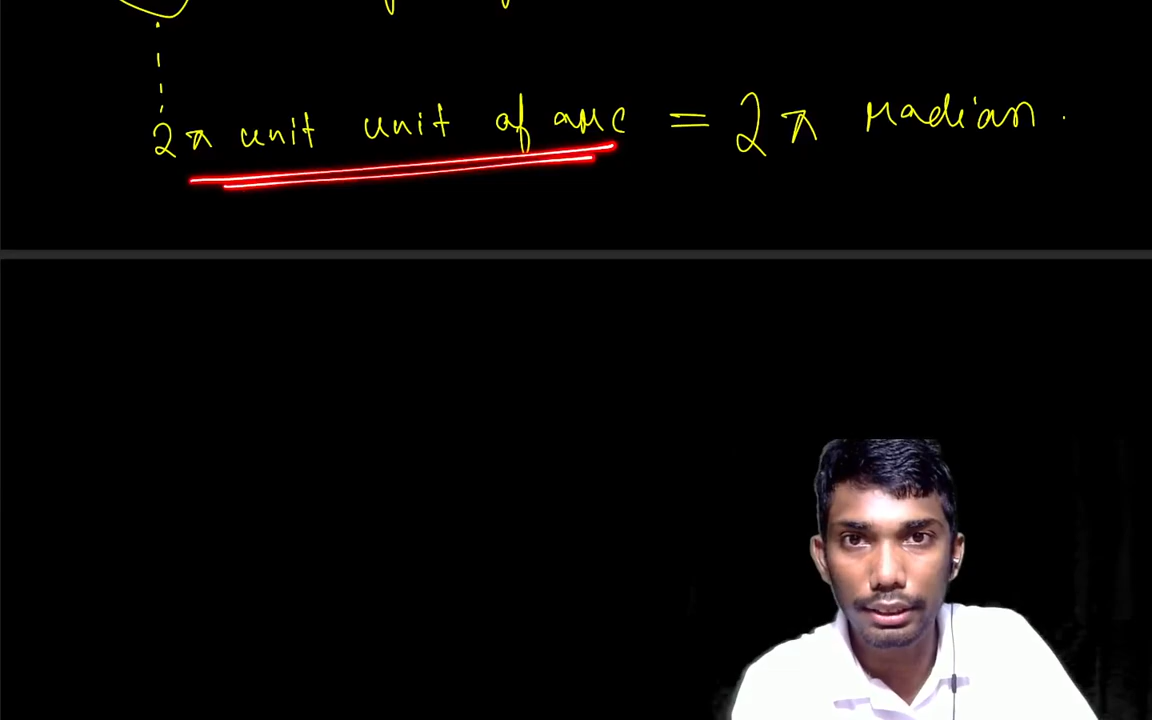 2π unit unit of arc = 2π radian.